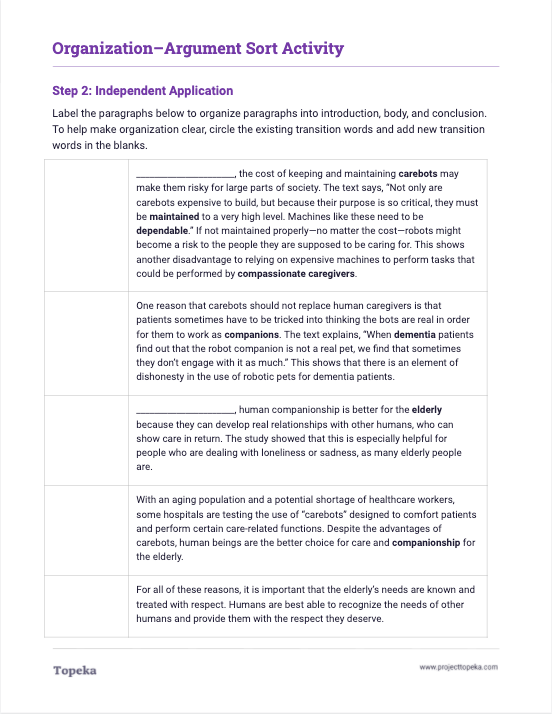 Organization–Argument Sort Activity
Step 2: Independent Application
Label the paragraphs below to organize paragraphs into introduction, body, and conclusion.
To help make organization clear, circle the existing transition words and add new transition
words in the blanks.
____________________, the cost of keeping and maintaining carebots may
make them risky for large parts of society. The text says, “Not only are
carebots expensive to build, but because their purpose is so critical, they must
be maintained to a very high level. Machines like these need to be
dependable.” If not maintained properly—no matter the cost—robots might
become a risk to the people they are supposed to be caring for. This shows
another disadvantage to relying on expensive machines to perform tasks that
could be performed by compassionate caregivers.
One reason that carebots should not replace human caregivers is that
patients sometimes have to be tricked into thinking the bots are real in order
for them to work as companions. The text explains, “When dementia patients
find out that the robot companion is not a real pet, we find that sometimes
they don’t engage with it as much.” This shows that there is an element of
dishonesty in the use of robotic pets for dementia patients.
____________________, human companionship is better for the elderly
because they can develop real relationships with other humans, who can
show care in return. The study showed that this is especially helpful for
people who are dealing with loneliness or sadness, as many elderly people
are.
With an aging population and a potential shortage of healthcare workers,
some hospitals are testing the use of “carebots” designed to comfort patients
and perform certain care-related functions. Despite the advantages of
carebots, human beings are the better choice for care and companionship for
the elderly.
For all of these reasons, it is important that the elderly’s needs are known and
treated with respect. Humans are best able to recognize the needs of other
humans and provide them with the respect they deserve.
Topeka
www.projecttopeka.com